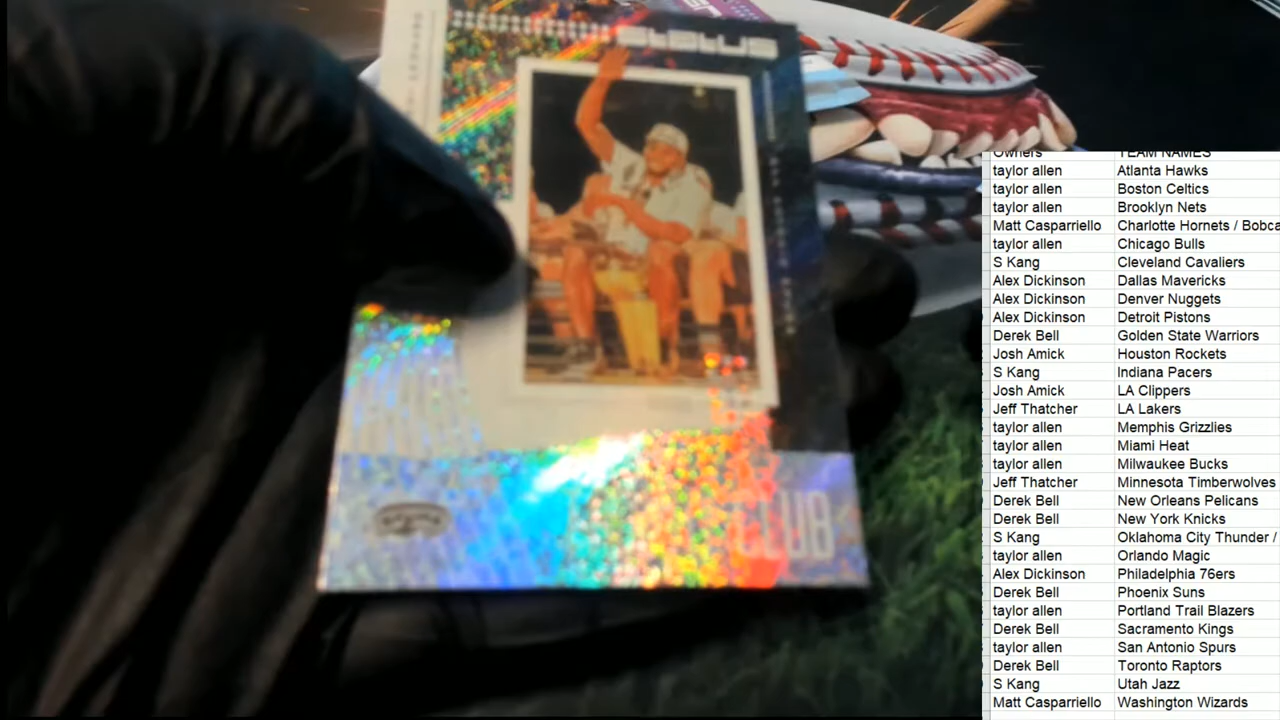 status
CLUB
Owners TEAM NAMES
taylor allen Atlanta Hawks
taylor allen Boston Celtics
taylor allen Brooklyn Nets
Matt Casparriello Charlotte Hornets / Bobca
taylor allen Chicago Bulls
S Kang Cleveland Cavaliers
Alex Dickinson Dallas Mavericks
Alex Dickinson Denver Nuggets
Alex Dickinson Detroit Pistons
Derek Bell Golden State Warriors
Josh Amick Houston Rockets
S Kang Indiana Pacers
Josh Amick LA Clippers
Jeff Thatcher LA Lakers
taylor allen Memphis Grizzlies
taylor allen Miami Heat
taylor allen Milwaukee Bucks
Jeff Thatcher Minnesota Timberwolves
Derek Bell New Orleans Pelicans
Derek Bell New York Knicks
S Kang Oklahoma City Thunder /
taylor allen Orlando Magic
Alex Dickinson Philadelphia 76ers
Derek Bell Phoenix Suns
taylor allen Portland Trail Blazers
Derek Bell Sacramento Kings
taylor allen San Antonio Spurs
Derek Bell Toronto Raptors
S Kang Utah Jazz
Matt Casparriello Washington Wizards